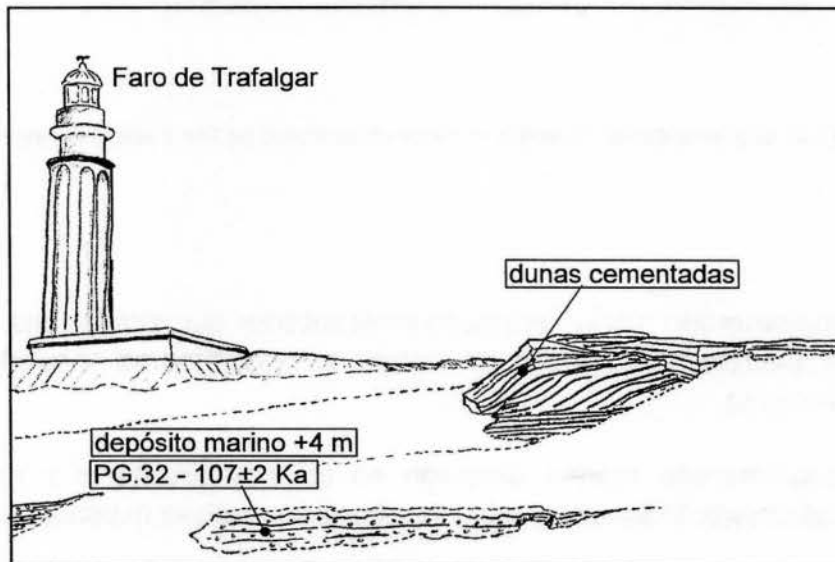 Faro de Trafalgar
dunas cementadas
depósito marino +4 m
PG.32 - 107±2 Ka